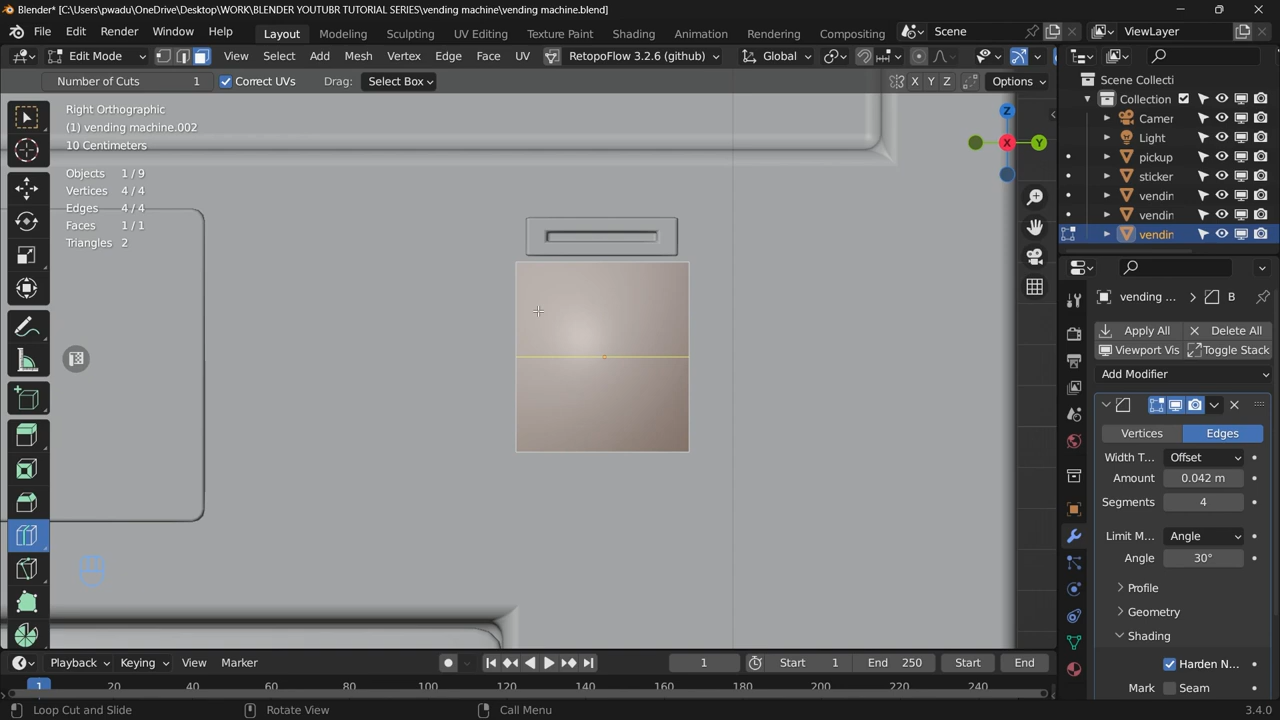 Blender* [C:\Users\pwadu\OneDrive\Desktop\WORK\BLENDER YOUTUBR TUTORIAL SERIES\vending machine\vending machine.blend]
File Edit Render Window Help Layout Modeling Sculpting UV Editing Texture Paint Shading Animation Rendering Compositing Scene ViewLayer
Edit Mode View Select Add Mesh Vertex Edge Face UV RetopoFlow 3.2.6 (github) Global
Number of Cuts 1 Correct UVs Drag: Select Box X Y Z Options
Right Orthographic
(1) vending machine.002
10 Centimeters
Objects 1/9
Vertices 4/4
Edges 4/4
Faces 1/1
Triangles 2
Z
X
Y
Scene Collecti
Collection
Camer
Light
pickup
sticker
vendin
vendin
vendin
vending ... B
Apply All Delete All
Viewport Vis Toggle Stack
Add Modifier
Vertices Edges
Width T... Offset
Amount 0.042 m
Segments 4
Limit M... Angle
Angle 30°
Profile
Geometry
Shading
Harden N...
Mark Seam
Playback Keying View Marker 1 Start 1 End 250 Start End
1 20 40 60 80 100 120 140 160 180 200 220 240
Loop Cut and Slide Rotate View Call Menu 3.4.0